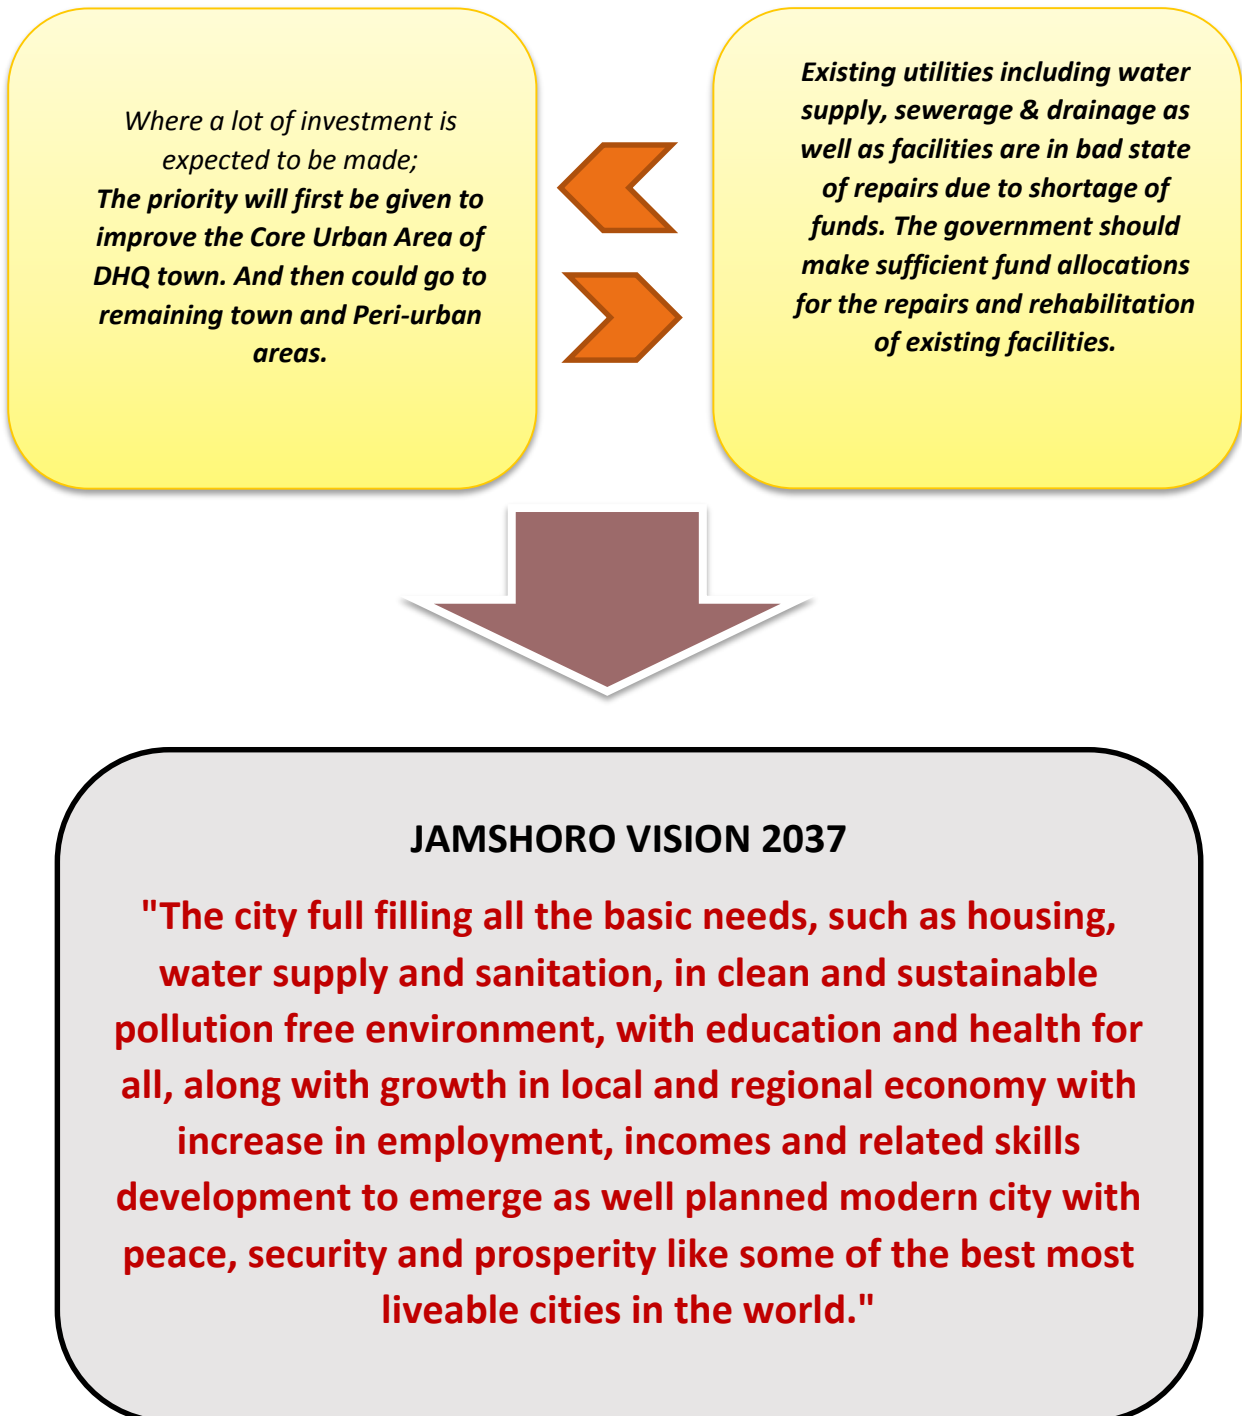 Where a lot of investment is
expected to be made;
The priority will first be given to
improve the Core Urban Area of
DHQ town. And then could go to
remaining town and Peri-urban
areas.
Existing utilities including water
supply, sewerage & drainage as
well as facilities are in bad state
of repairs due to shortage of
funds. The government should
make sufficient fund allocations
for the repairs and rehabilitation
of existing facilities.
JAMSHORO VISION 2037
"The city full filling all the basic needs, such as housing,
water supply and sanitation, in clean and sustainable
pollution free environment, with education and health for
all, along with growth in local and regional economy with
increase in employment, incomes and related skills
development to emerge as well planned modern city with
peace, security and prosperity like some of the best most
liveable cities in the world."